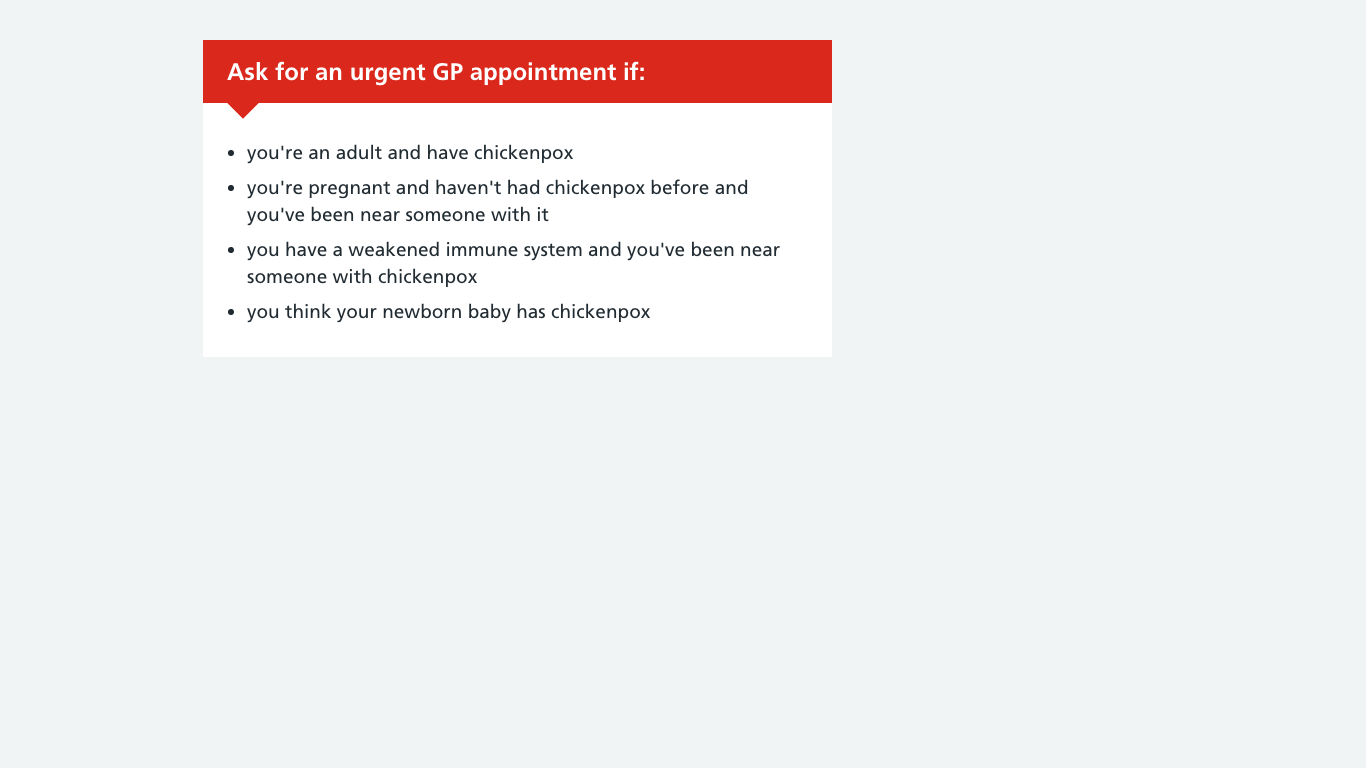 Ask for an urgent GP appointment if:
• you're an adult and have chickenpox
• you're pregnant and haven't had chickenpox before and
you've been near someone with it
• you have a weakened immune system and you've been near
someone with chickenpox
• you think your newborn baby has chickenpox